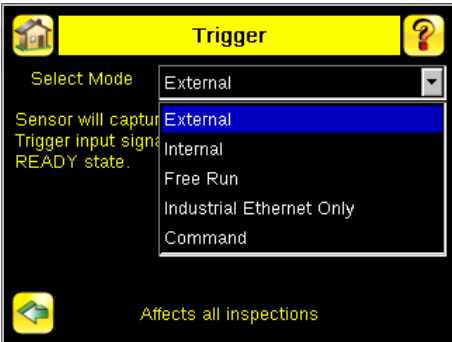 Trigger
Select Mode External
Sensor will captur External
Trigger input signa Internal
READY state.
Free Run
Industrial Ethernet Only
Command
Affects all inspections